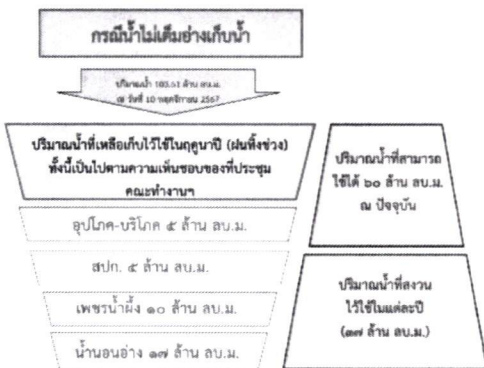 กรณีน้ำไม่เต็มอ่างเก็บน้ำ
ปริมาณน้ำ 103.51 ล้าน ลบ.ม.
ณ วันที่ 10 พฤศจิกายน 2567
ปริมาณน้ำที่เหลือเก็บไว้ใช้ในฤดูนาปี (ฝนทิ้งช่วง)
ทั้งนี้เป็นไปตามความเห็นชอบของที่ประชุม
คณะทำงานฯ
อุปโภค-บริโภค ๕ ล้าน ลบ.ม.
สปก. ๕ ล้าน ลบ.ม.
เพชรน้ำผึ้ง ๑๐ ล้าน ลบ.ม.
น้ำนอนอ่าง ๑๗ ล้าน ลบ.ม.
ปริมาณน้ำที่สามารถ
ใช้ได้ ๖๐ ล้าน ลบ.ม.
ณ ปัจจุบัน
ปริมาณน้ำที่สงวน
ไว้ใช้ในแต่ละปี
(๓๗ ล้าน ลบ.ม.)